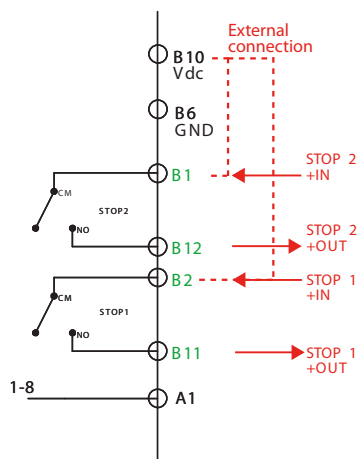 External
connection
B10
Vdc
B6
GND
B1
STOP 2
+IN
CM
STOP2
NO
B12
STOP 2
+OUT
B2
STOP 1
+IN
CM
STOP1
NO
B11
STOP 1
+OUT
1-8
A1